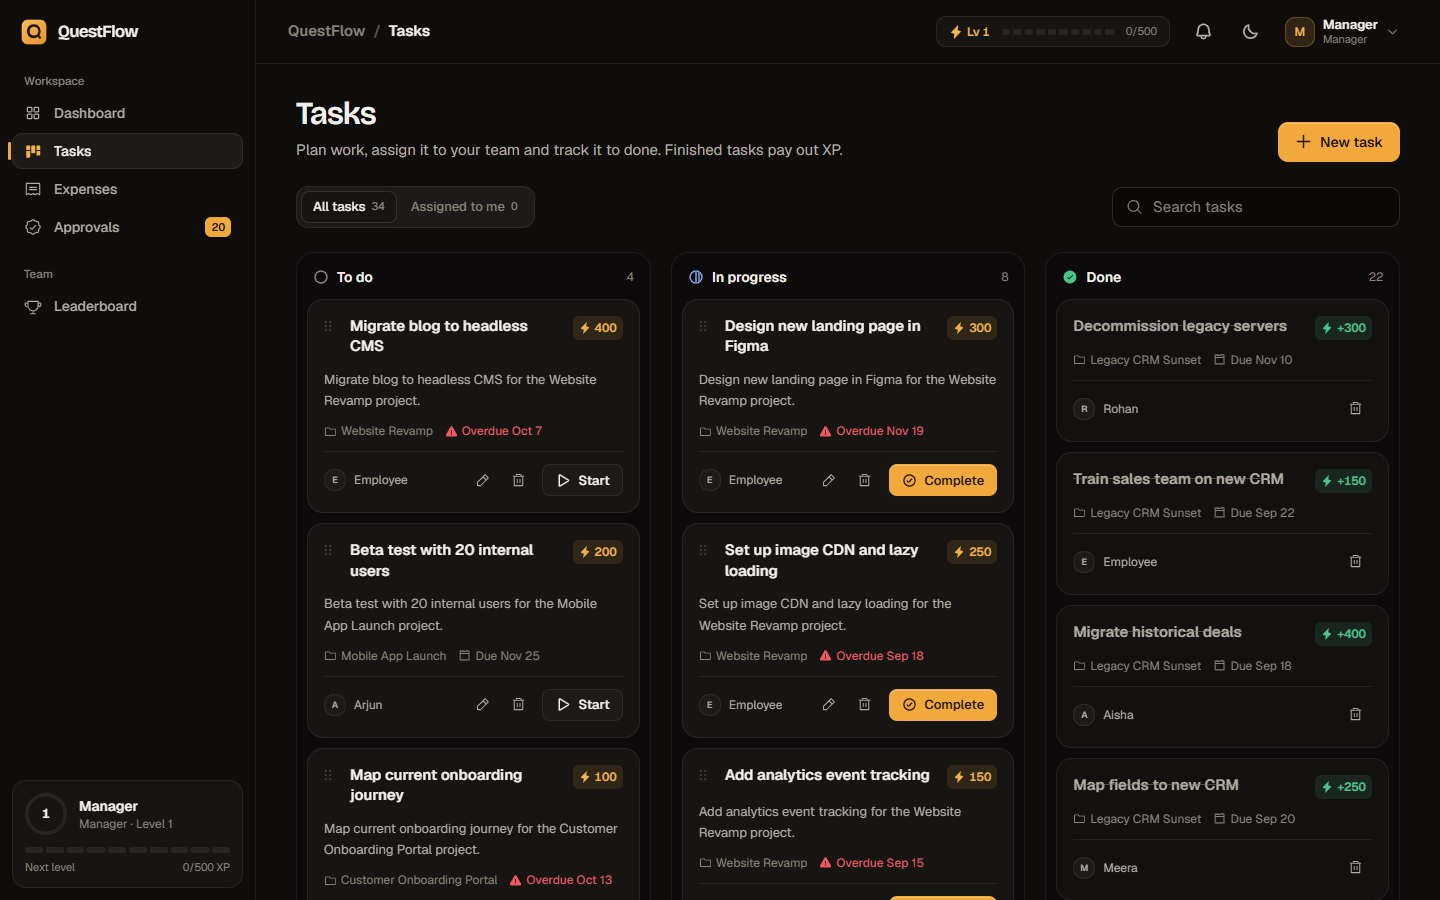 QuestFlow
Workspace
Dashboard
Tasks
Expenses
Approvals 20
Team
Leaderboard
1
Manager
Manager · Level 1
Next level 0/500 XP
QuestFlow / Tasks
Lv 1 0/500
M
Manager
Manager
Tasks
Plan work, assign it to your team and track it to done. Finished tasks pay out XP.
New task
All tasks 34 Assigned to me 0
Search tasks
To do 4
Migrate blog to headless
CMS
400
Migrate blog to headless CMS for the Website
Revamp project.
Website Revamp Overdue Oct 7
E Employee Start
Beta test with 20 internal
users
200
Beta test with 20 internal users for the Mobile
App Launch project.
Mobile App Launch Due Nov 25
A Arjun Start
Map current onboarding
journey
100
Map current onboarding journey for the Customer
Onboarding Portal project.
Customer Onboarding Portal Overdue Oct 13
In progress 8
Design new landing page in
Figma
300
Design new landing page in Figma for the Website
Revamp project.
Website Revamp Overdue Nov 19
E Employee Complete
Set up image CDN and lazy
loading
250
Set up image CDN and lazy loading for the
Website Revamp project.
Website Revamp Overdue Sep 18
E Employee Complete
Add analytics event tracking 150
Add analytics event tracking for the Website
Revamp project.
Website Revamp Overdue Sep 15
Done 22
Decommission legacy servers +300
Legacy CRM Sunset Due Nov 10
R Rohan
Train sales team on new CRM +150
Legacy CRM Sunset Due Sep 22
E Employee
Migrate historical deals +400
Legacy CRM Sunset Due Sep 18
A Aisha
Map fields to new CRM +250
Legacy CRM Sunset Due Sep 20
M Meera